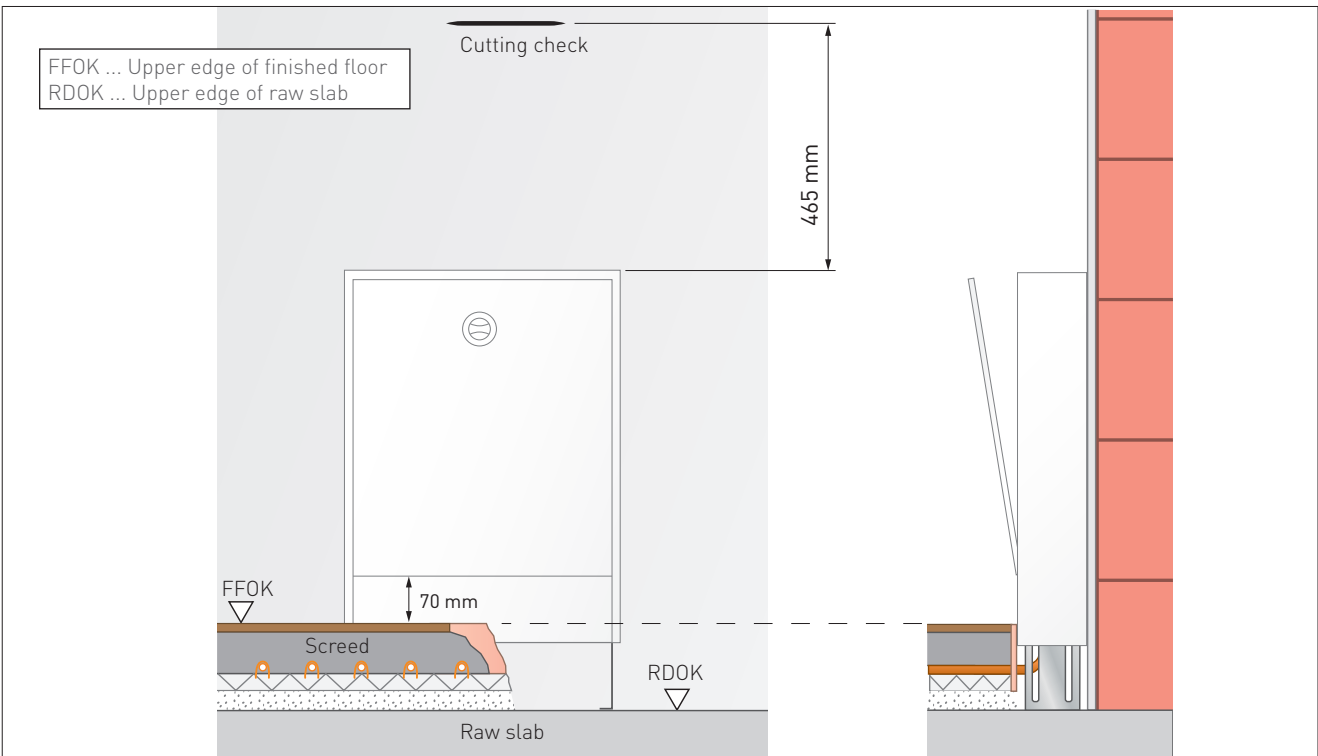 Cutting check
FFOK ... Upper edge of finished floor
RDOK ... Upper edge of raw slab
465 mm
FFOK
70 mm
Screed
RDOK
Raw slab